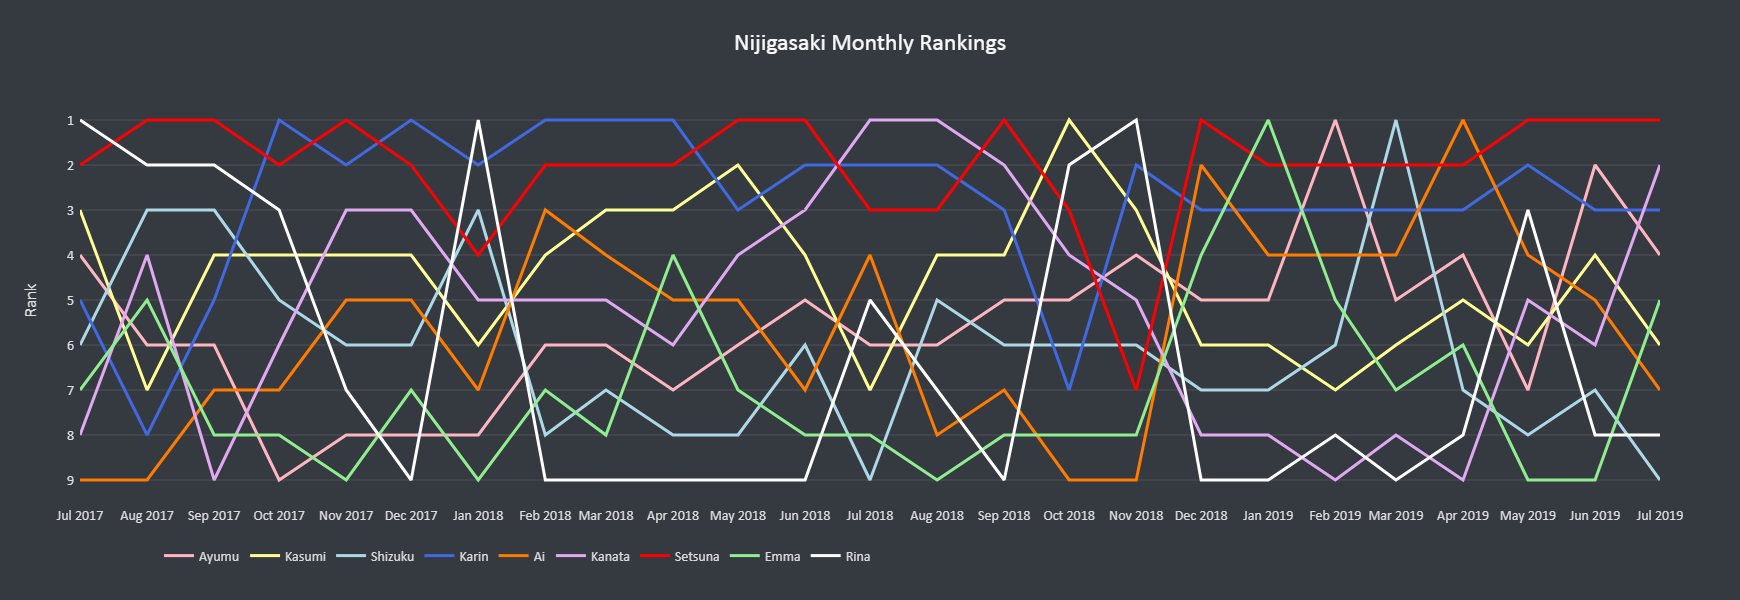 Nijigasaki Monthly Rankings
Rank
1
2
3
4
5
6
7
8
9
Jul 2017 Aug 2017 Sep 2017 Oct 2017 Nov 2017 Dec 2017 Jan 2018 Feb 2018 Mar 2018 Apr 2018 May 2018 Jun 2018 Jul 2018 Aug 2018 Sep 2018 Oct 2018 Nov 2018 Dec 2018 Jan 2019 Feb 2019 Mar 2019 Apr 2019 May 2019 Jun 2019 Jul 2019
Ayumu Kasumi Shizuku Karin Ai Kanata Setsuna Emma Rina